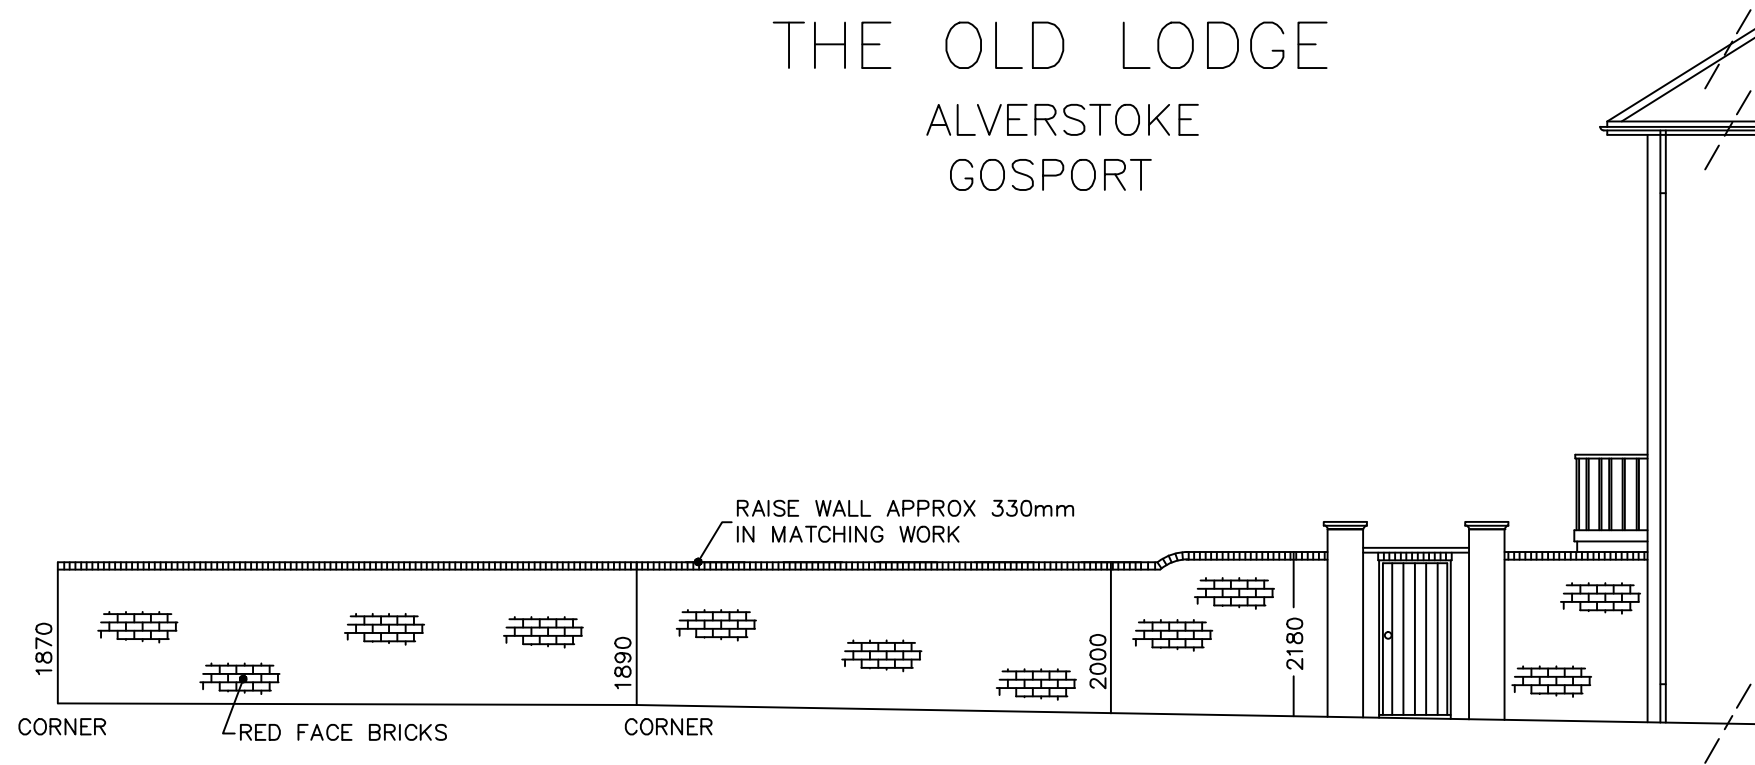 THE OLD LODGE
ALVERSTOKE
GOSPORT
RAISE WALL APPROX 330mm
IN MATCHING WORK
1870
1890
2000
2180
CORNER
RED FACE BRICKS
CORNER